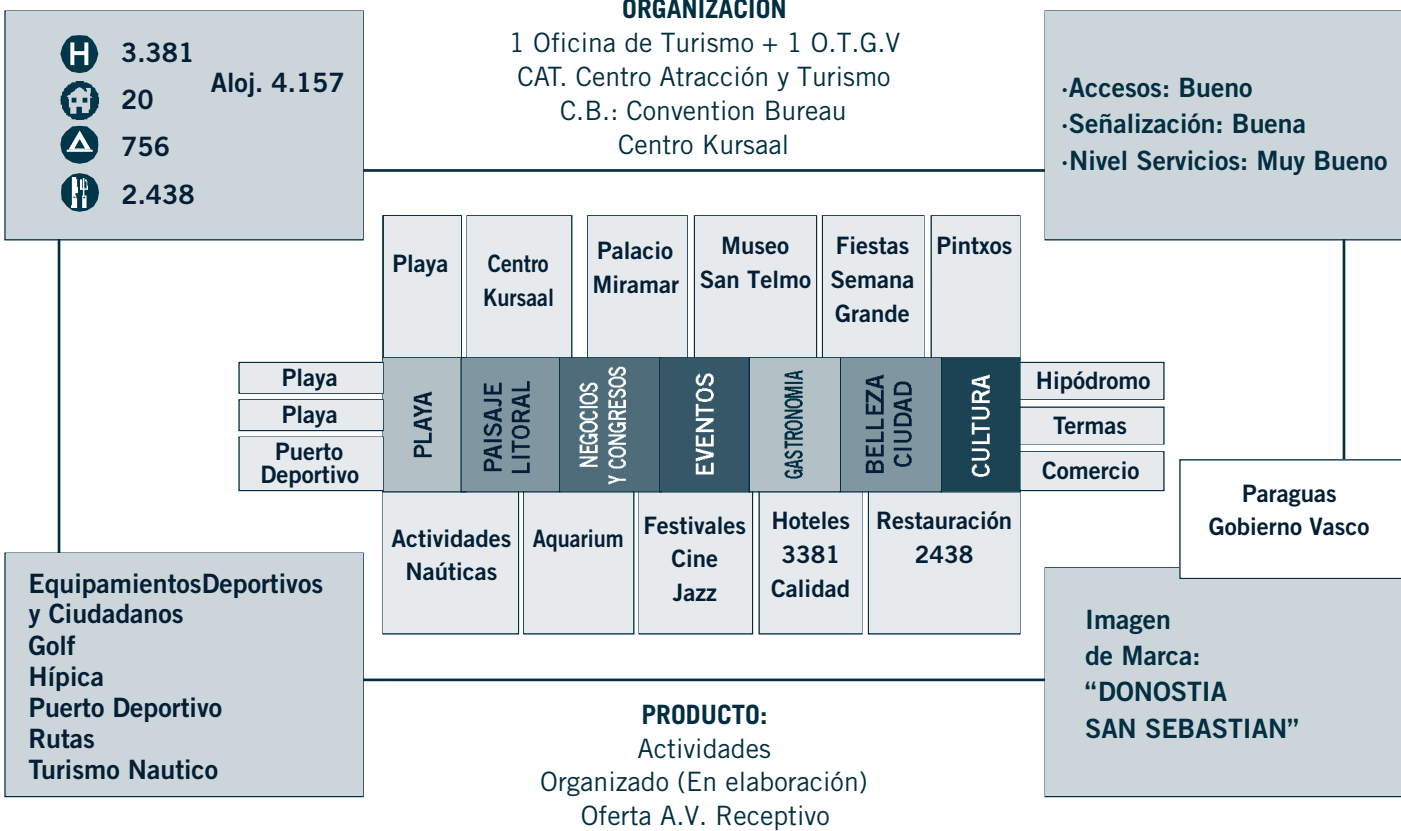 ORGANIZACIÓN
1 Oficina de Turismo + 1 O.T.G.V
CAT. Centro Atracción y Turismo
C.B.: Convention Bureau
Centro Kursaal
H 3.381
20
756
2.438
Aloj. 4.157
·Accesos: Bueno
·Señalización: Buena
·Nivel Servicios: Muy Bueno
Playa
Centro
Kursaal
Palacio
Miramar
Museo
San Telmo
Fiestas
Semana
Grande
Pintxos
Playa
Playa
Puerto
Deportivo
PLAYA
PAISAJE
LITORAL
NEGOCIOS
Y CONGRESOS
EVENTOS
GASTRONOMIA
BELLEZA
CIUDAD
CULTURA
Hipódromo
Termas
Comercio
Actividades
Naúticas
Aquarium
Festivales
Cine
Jazz
Hoteles
3381
Calidad
Restauración
2438
Paraguas
Gobierno Vasco
EquipamientosDeportivos
y Ciudadanos
Golf
Hípica
Puerto Deportivo
Rutas
Turismo Nautico
Imagen
de Marca:
“DONOSTIA
SAN SEBASTIAN”
PRODUCTO:
Actividades
Organizado (En elaboración)
Oferta A.V. Receptivo